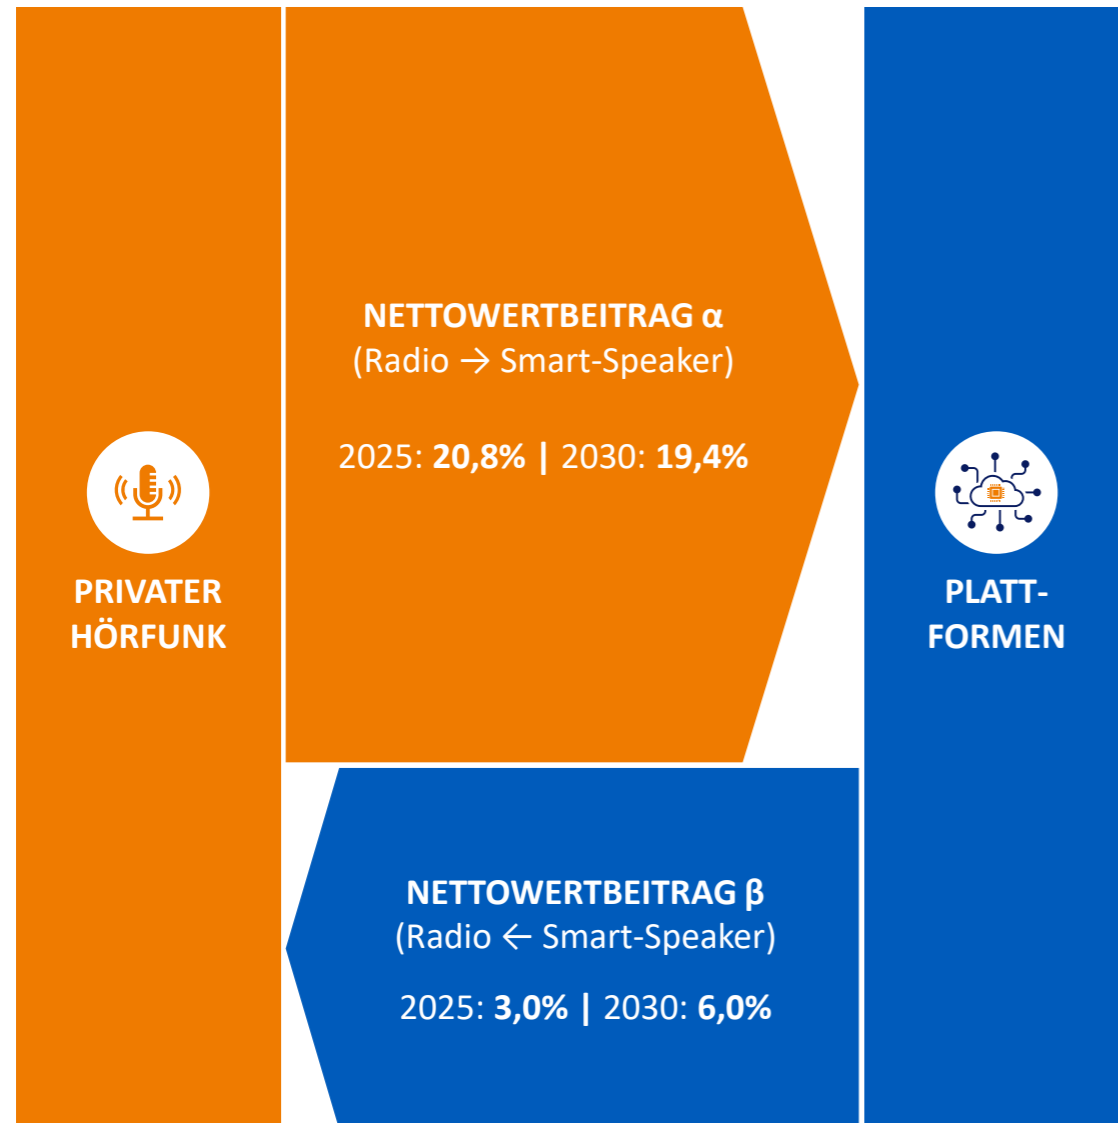 NETTOWERTBEITRAG α
(Radio → Smart-Speaker)
2025: 20,8% | 2030: 19,4%
PRIVATER
HÖRFUNK
PLATT-
FORMEN
NETTOWERTBEITRAG β
(Radio ← Smart-Speaker)
2025: 3,0% | 2030: 6,0%